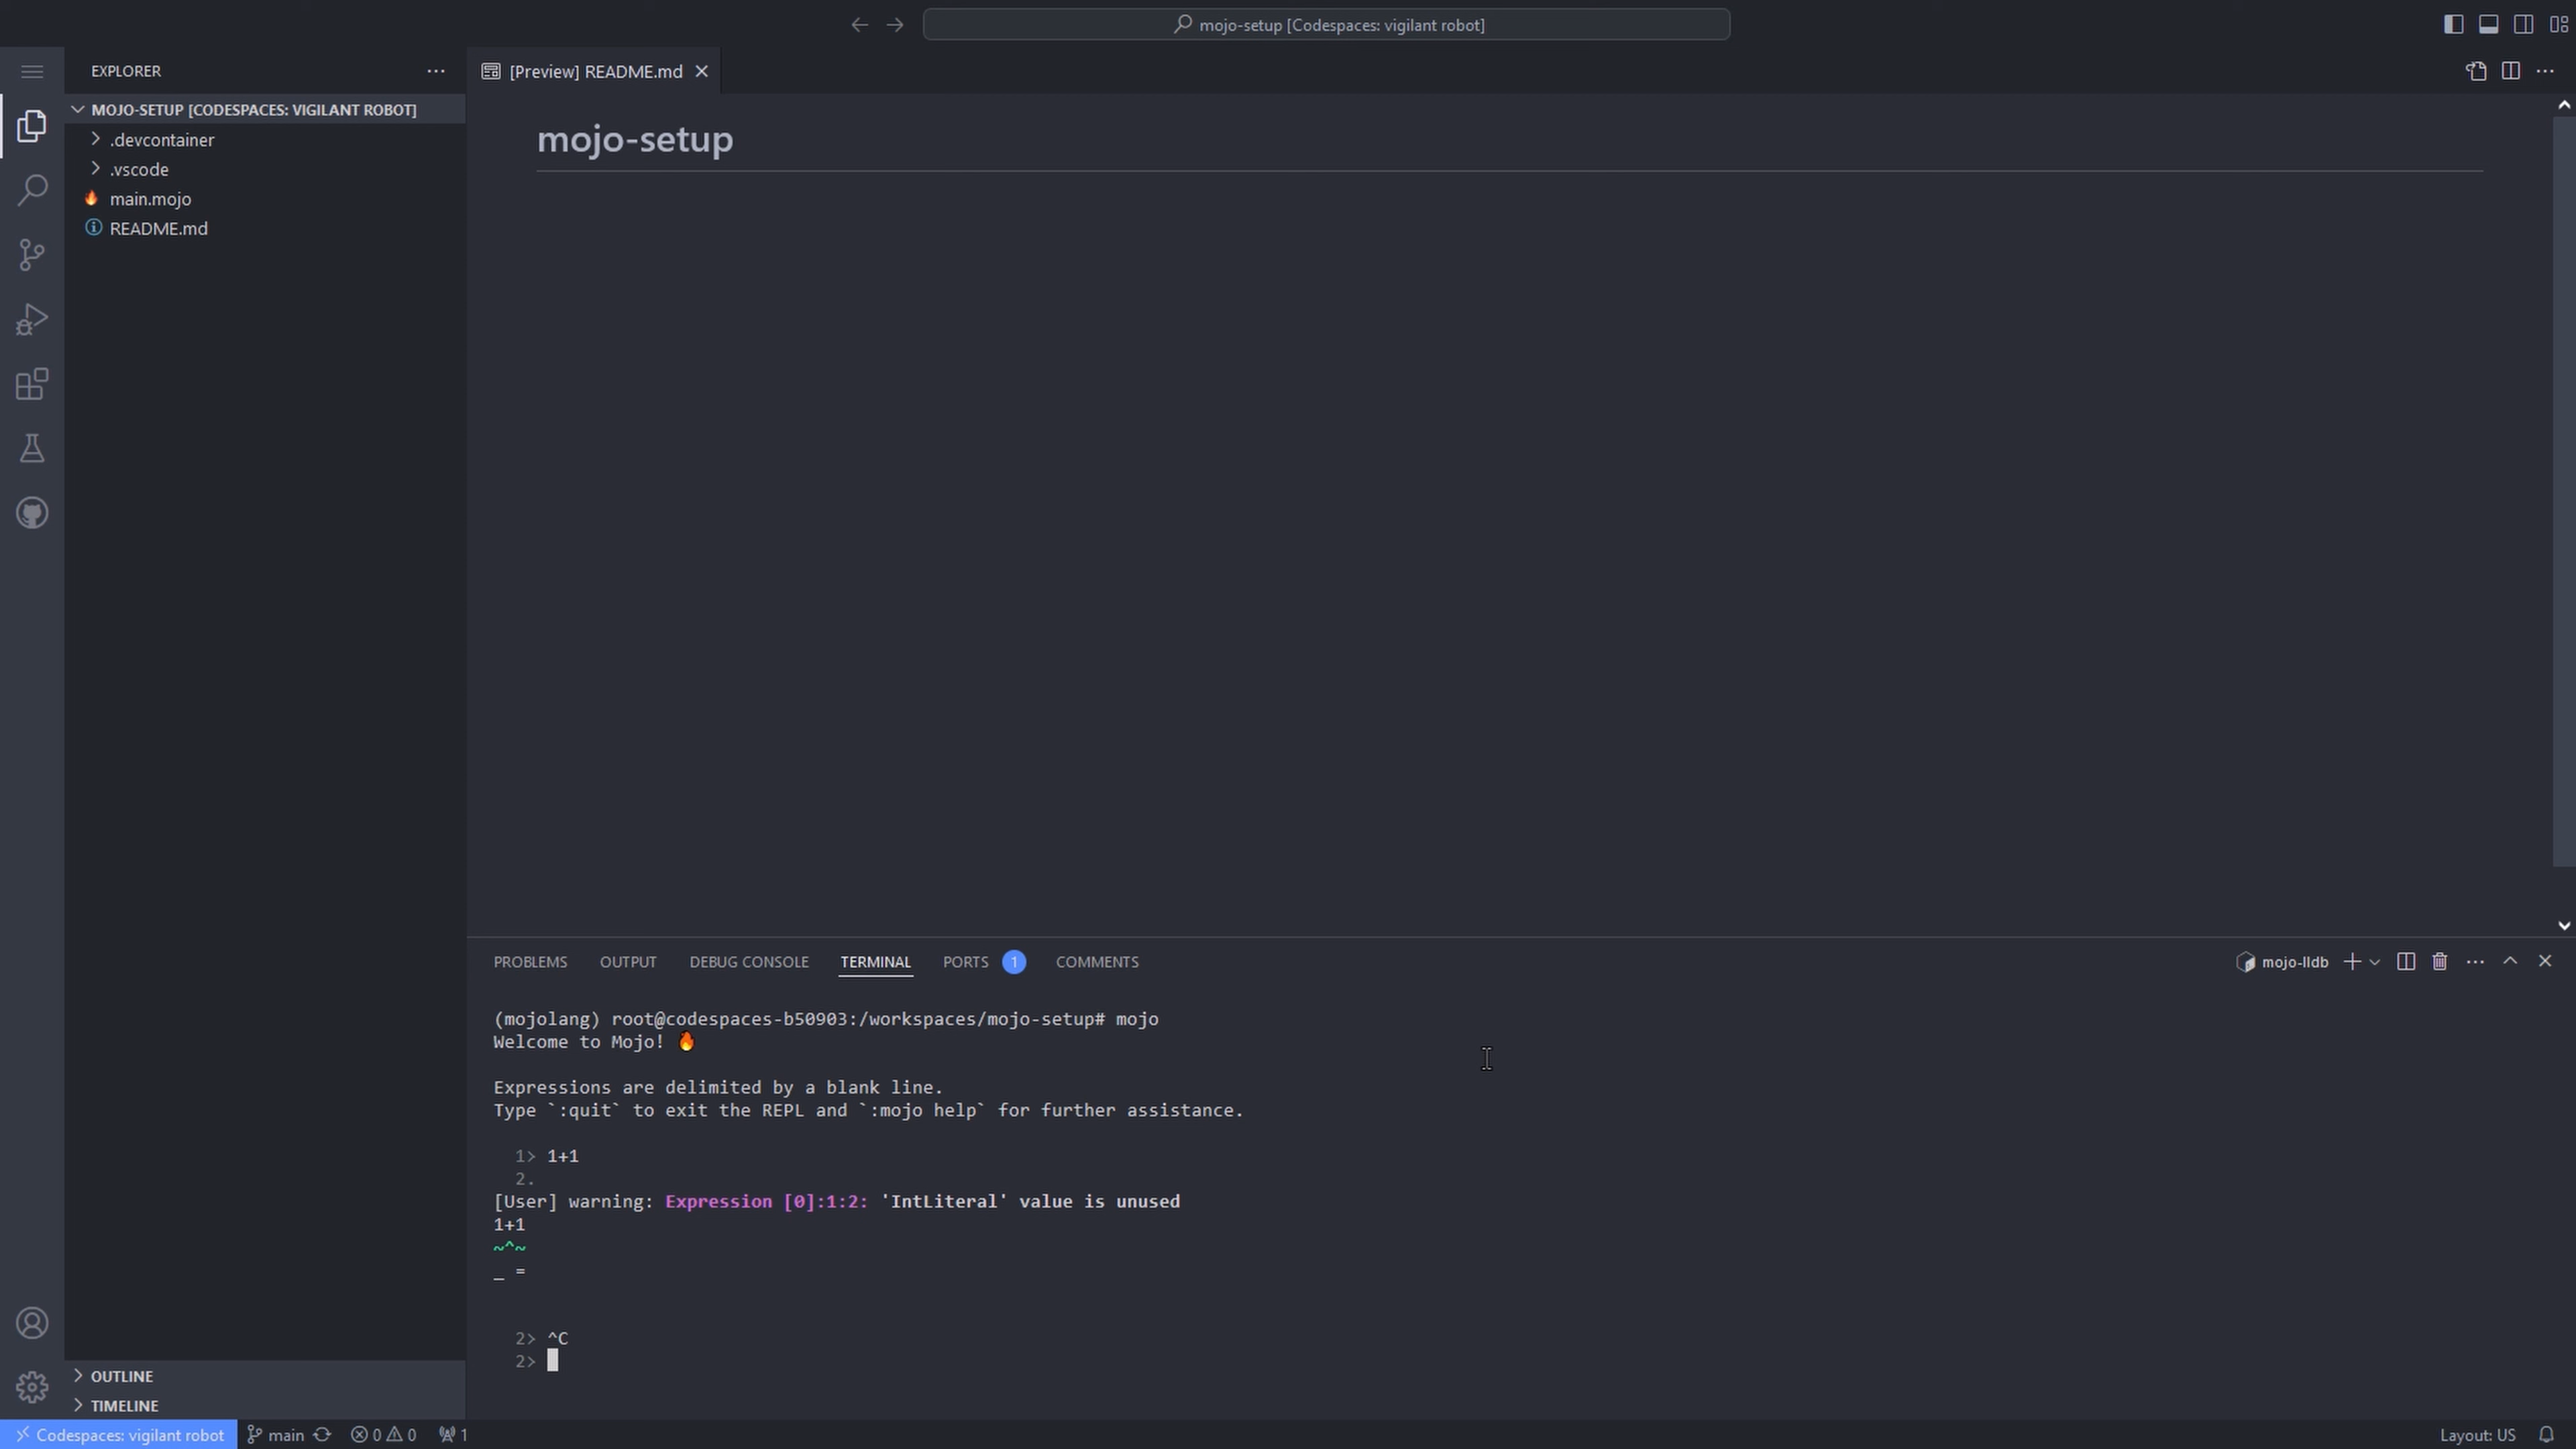 mojo-setup [Codespaces: vigilant robot]
EXPLORER
MOJO-SETUP [CODESPACES: VIGILANT ROBOT]
.devcontainer
.vscode
main.mojo
README.md
OUTLINE
TIMELINE
[Preview] README.md
mojo-setup
PROBLEMS OUTPUT DEBUG CONSOLE TERMINAL PORTS 1 COMMENTS
mojo-lldb
(mojolang) root@codespaces-b50903:/workspaces/mojo-setup# mojo
Welcome to Mojo! 🔥
Expressions are delimited by a blank line.
Type `:quit` to exit the REPL and `:mojo help` for further assistance.
1> 1+1
2.
[User] warning: Expression [0]:1:2: 'IntLiteral' value is unused
1+1
~^~
_ =
2> ^C
2>
Codespaces: vigilant robot main 0 0 1
Layout: US